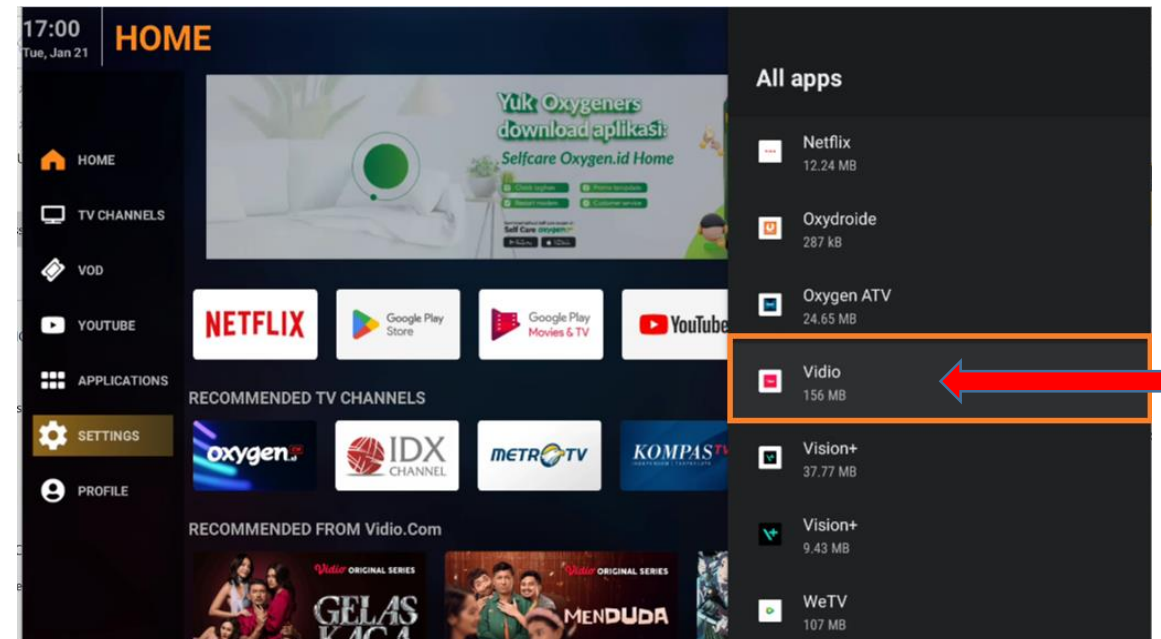 17:00
Tue, Jan 21
HOME
HOME
TV CHANNELS
VOD
YOUTUBE
APPLICATIONS
SETTINGS
PROFILE
Yuk Oxygeners
download aplikasi:
Selfcare Oxygen.id Home
Self Care oxygen
NETFLIX
Google Play
Store
Google Play
Movies & TV
YouTube
RECOMMENDED TV CHANNELS
oxygen
IDX
CHANNEL
METRO TV
KOMPAS TV
RECOMMENDED FROM Vidio.Com
Vidio ORIGINAL SERIES
GELAS
KACA
Vidio ORIGINAL SERIES
MENDUDA
All apps
Netflix
12.24 MB
Oxydroide
287 kB
Oxygen ATV
24.65 MB
Vidio
156 MB
Vision+
37.77 MB
Vision+
9.43 MB
WeTV
107 MB